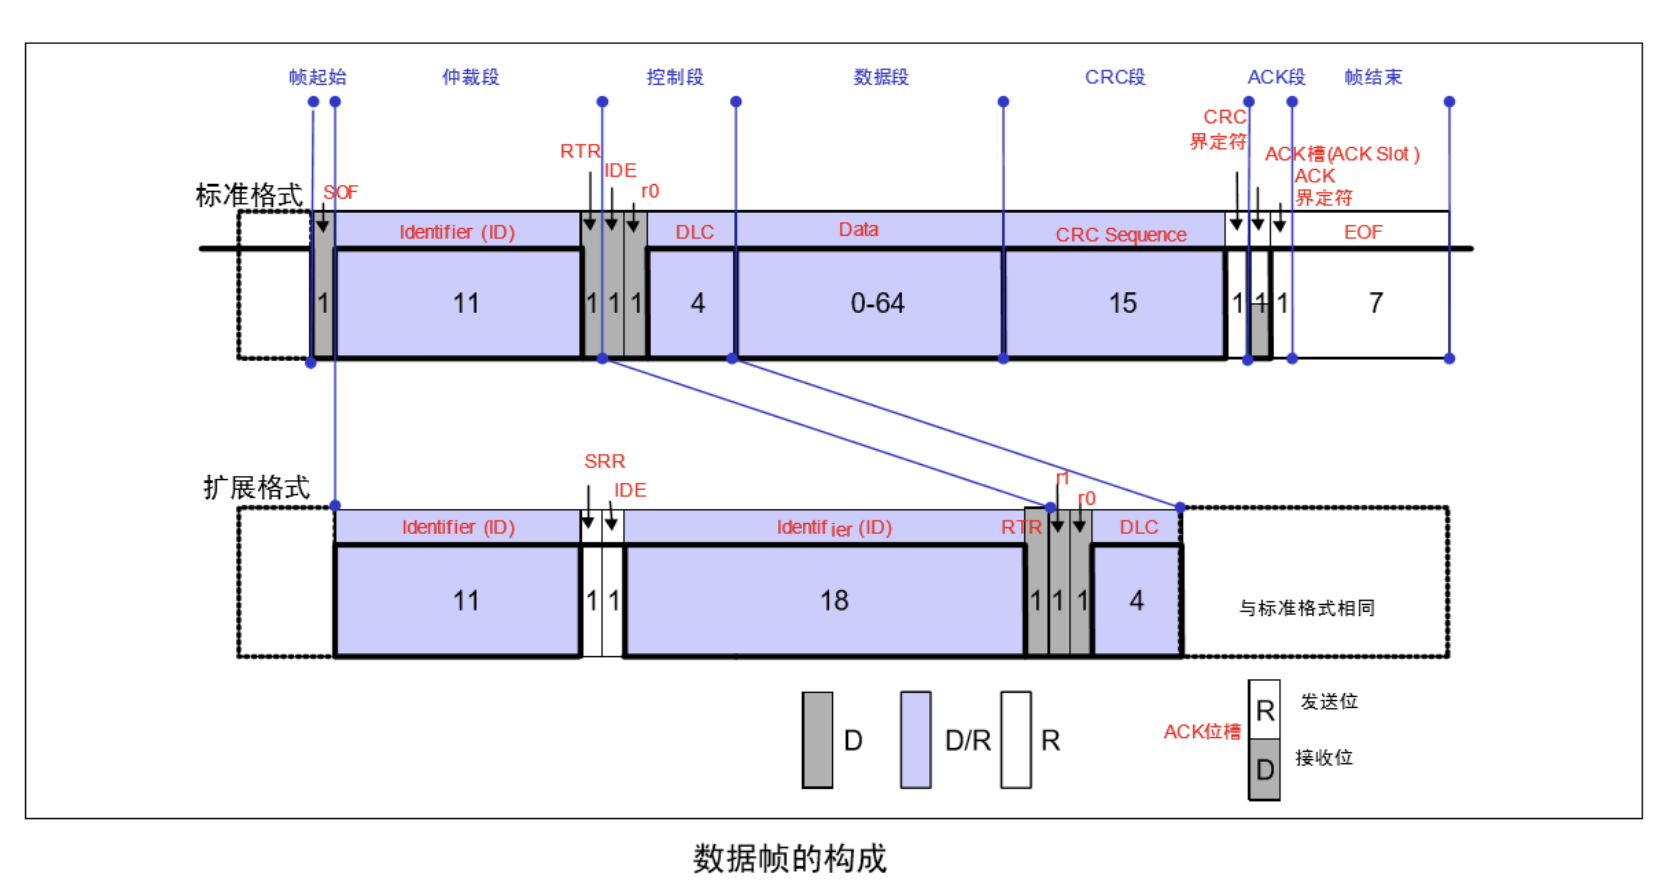 帧起始 仲裁段 控制段 数据段 CRC段 ACK段 帧结束
CRC
界定符
RTR
IDE
r0
ACK槽(ACK Slot )
ACK
界定符
标准格式
SOF
Identifier (ID) DLC Data CRC Sequence EOF
1 11 1 1 1 4 0-64 15 1 1 1 7
SRR
IDE
r1
r0
扩展格式
Identifier (ID) Identifier (ID) RTR DLC
11 1 1 18 1 1 1 4
与标准格式相同
D D/R R
ACK位槽
R 发送位
D 接收位
数据帧的构成